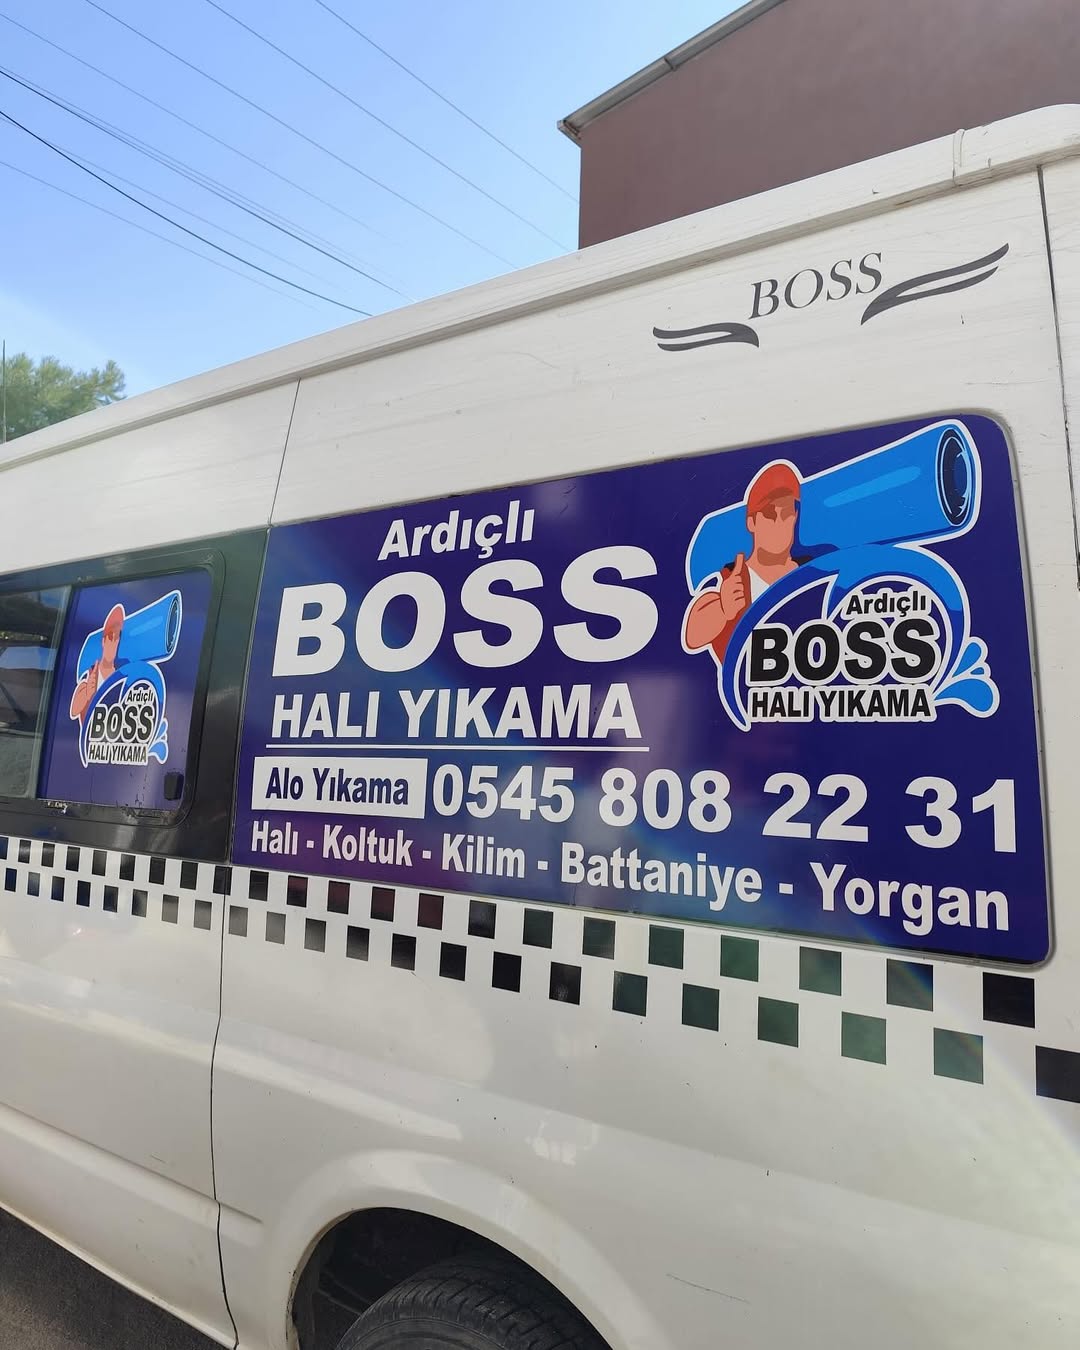 BOSS
Ardıçlı
BOSS
HALI YIKAMA
Alo Yıkama 0545 808 22 31
Halı - Koltuk - Kilim - Battaniye - Yorgan
Ardıçlı
BOSS
HALI YIKAMA
Ardıçlı
BOSS
HALI YIKAMA